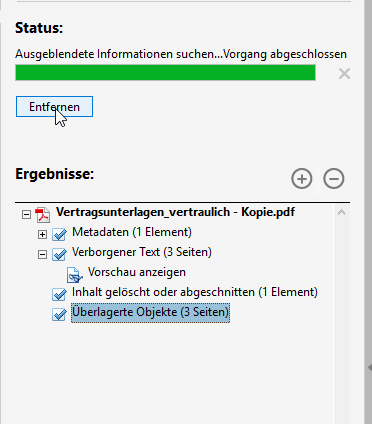 Status:
Ausgeblendete Informationen suchen...Vorgang abgeschlossen
Entfernen
Ergebnisse:
Vertragsunterlagen_vertraulich - Kopie.pdf
Metadaten (1 Element)
Verborgener Text (3 Seiten)
Vorschau anzeigen
Inhalt gelöscht oder abgeschnitten (1 Element)
Überlagerte Objekte (3 Seiten)